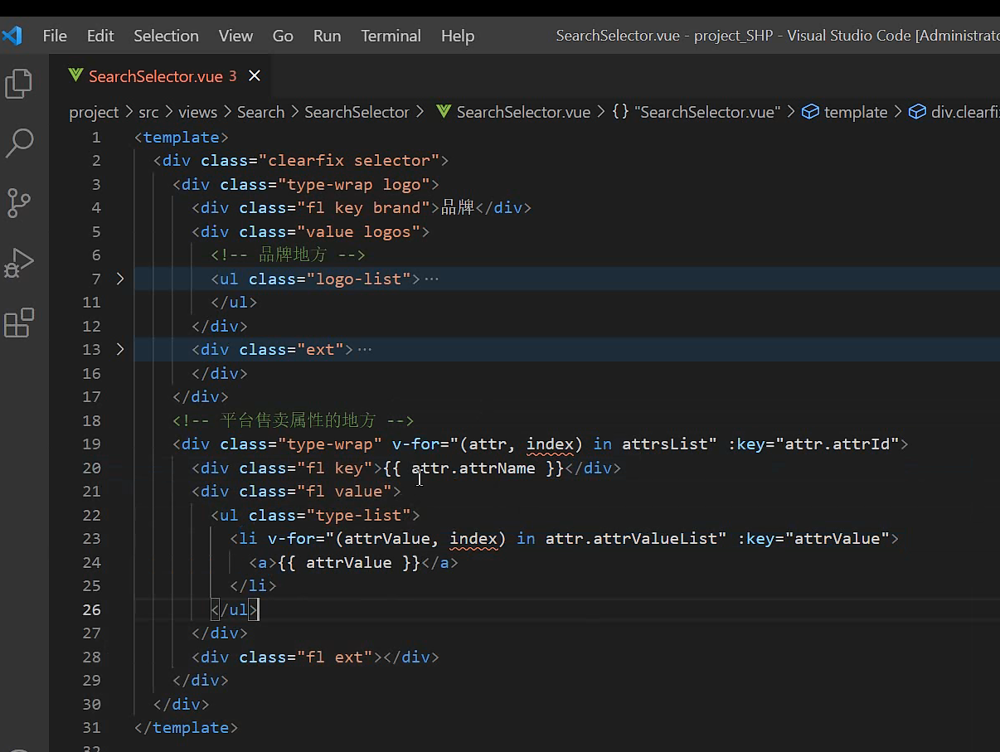 File Edit Selection View Go Run Terminal Help SearchSelector.vue - project_SHP - Visual Studio Code
SearchSelector.vue 3
project > src > views > Search > SearchSelector > SearchSelector.vue > {} "SearchSelector.vue" > template >
1 <template>
2 <div class="clearfix selector">
3 <div class="type-wrap logo">
4 <div class="fl key brand">品牌</div>
5 <div class="value logos">
6 <!-- 品牌地方 -->
7 <ul class="logo-list">…
11 </ul>
12 </div>
13 <div class="ext">…
16 </div>
17 </div>
18 <!-- 平台售卖属性的地方 -->
19 <div class="type-wrap" v-for="(attr, index) in attrsList" :key="attr.attrId">
20 <div class="fl key">{{ attr.attrName }}</div>
21 <div class="fl value">
22 <ul class="type-list">
23 <li v-for="(attrValue, index) in attr.attrValueList" :key="attrValue">
24 <a>{{ attrValue }}</a>
25 </li>
26 </ul>
27 </div>
28 <div class="fl ext"></div>
29 </div>
30 </div>
31 </template>
32